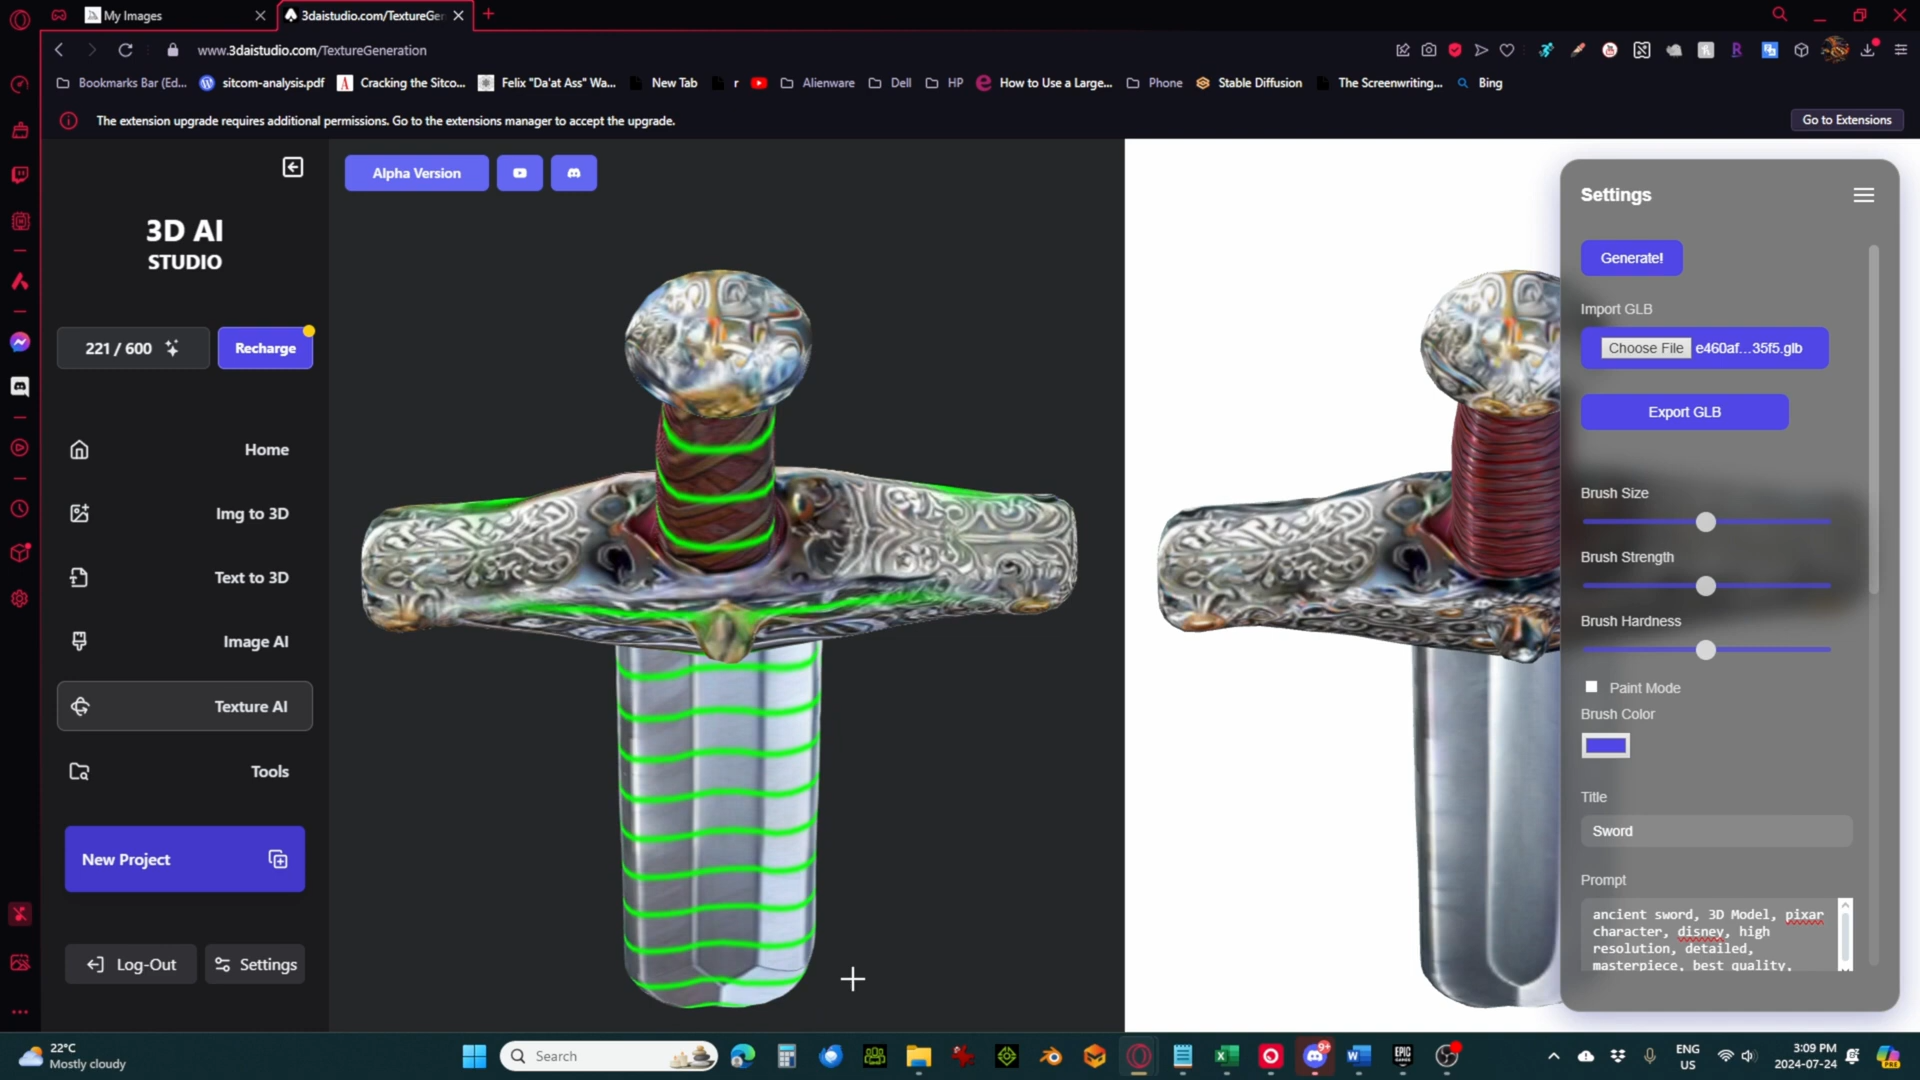 My Images
3daistudio.com/TextureGe
www.3daistudio.com/TextureGeneration
Bookmarks Bar (Ed... sitcom-analysis.pdf Cracking the Sitco... Felix "Da'at Ass" Wa... New Tab r Alienware Dell HP How to Use a Large... Phone Stable Diffusion The Screenwriting... Bing
The extension upgrade requires additional permissions. Go to the extensions manager to accept the upgrade.
Go to Extensions
Alpha Version
3D AI
STUDIO
221 / 600
Recharge
Home
Img to 3D
Text to 3D
Image AI
Texture AI
Tools
New Project
Log-Out
Settings
Settings
Generate!
Import GLB
Choose File e460af...35f5.glb
Export GLB
Brush Size
Brush Strength
Brush Hardness
Paint Mode
Brush Color
Title
Sword
Prompt
ancient sword, 3D Model, pixar
character, disney, high
resolution, detailed,
masterpiece, best quality,
22°C
Mostly cloudy
Search
EPIC
9+
ENG
US
3:09 PM
2024-07-24
PRE